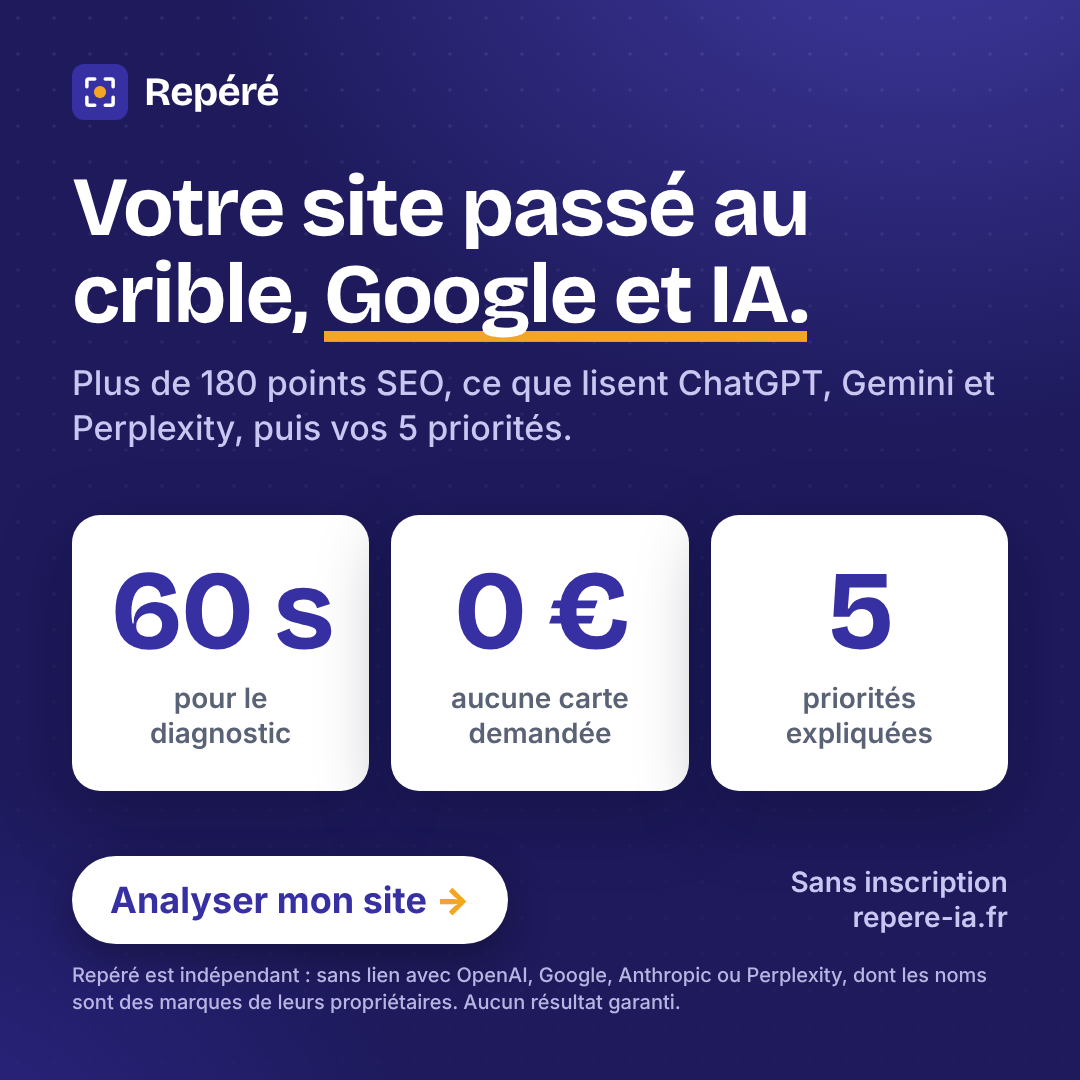 Repéré
Votre site passé au
crible, Google et IA.
Plus de 180 points SEO, ce que lisent ChatGPT, Gemini et
Perplexity, puis vos 5 priorités.
60 s
pour le
diagnostic
0 €
aucune carte
demandée
5
priorités
expliquées
Analyser mon site →
Sans inscription
repere-ia.fr
Repéré est indépendant : sans lien avec OpenAI, Google, Anthropic ou Perplexity, dont les noms
sont des marques de leurs propriétaires. Aucun résultat garanti.